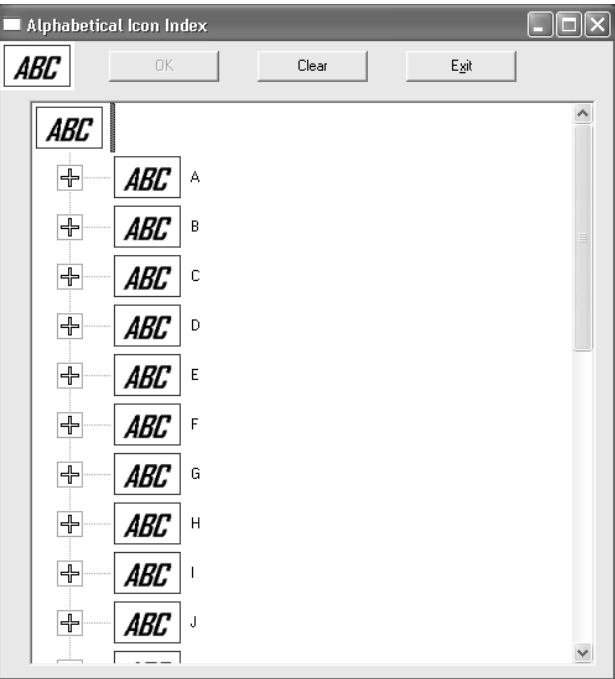 Alphabetical Icon Index
ABC OK Clear Exit
ABC
ABC A
ABC B
ABC C
ABC D
ABC E
ABC F
ABC G
ABC H
ABC I
ABC J